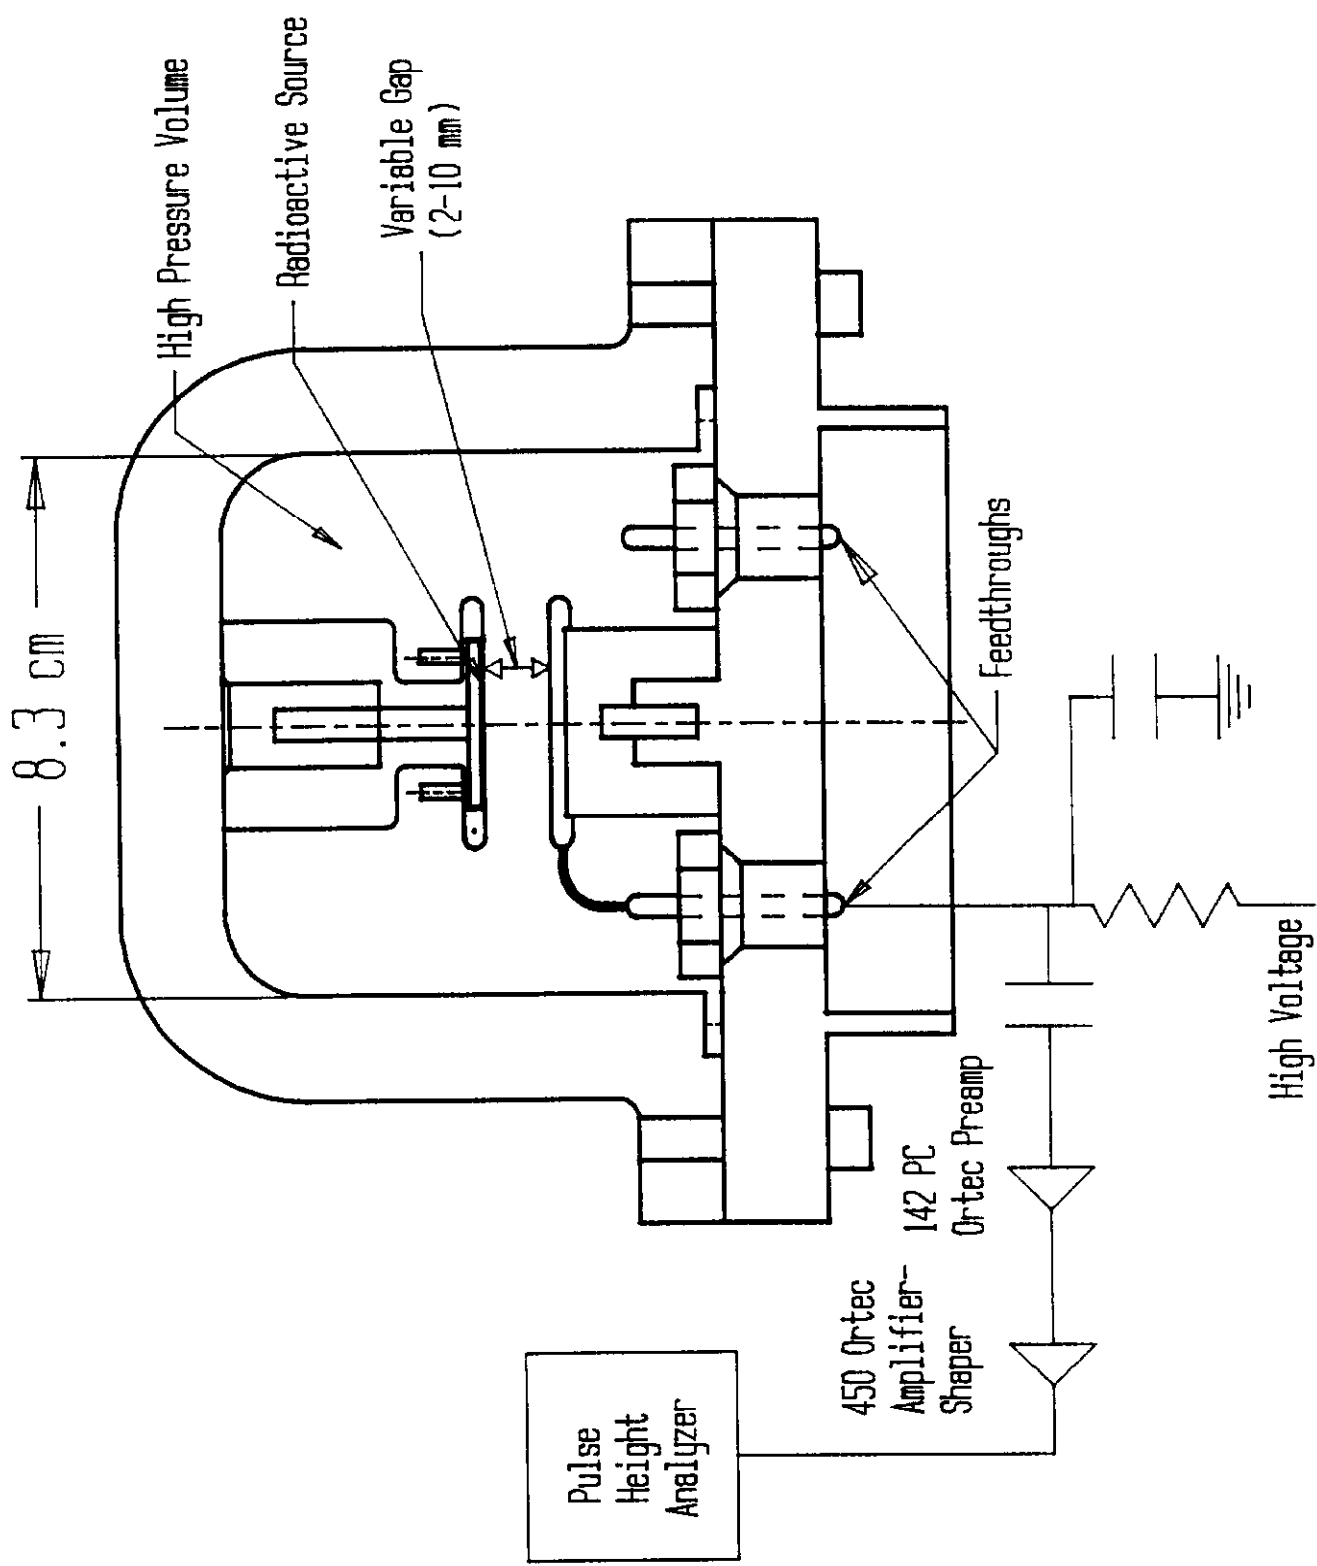 8.3 cm
High Pressure Volume
Radioactive Source
Variable Gap
(2-10 mm)
Feedthroughs
High Voltage
142 PC
Ortec Preamp
450 Ortec
Amplifier-
Shaper
Pulse
Height
Analyzer